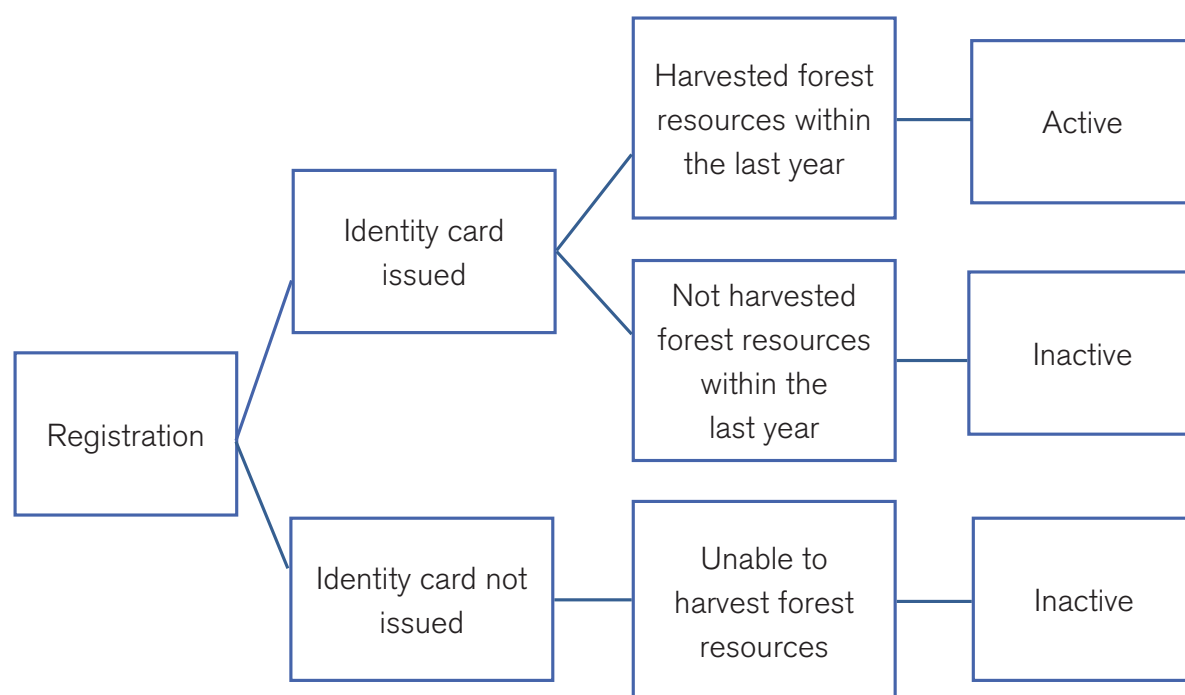 Registration
Identity card
issued
Harvested forest
resources within
the last year
Active
Not harvested
forest resources
within the
last year
Inactive
Identity card not
issued
Unable to
harvest forest
resources
Inactive